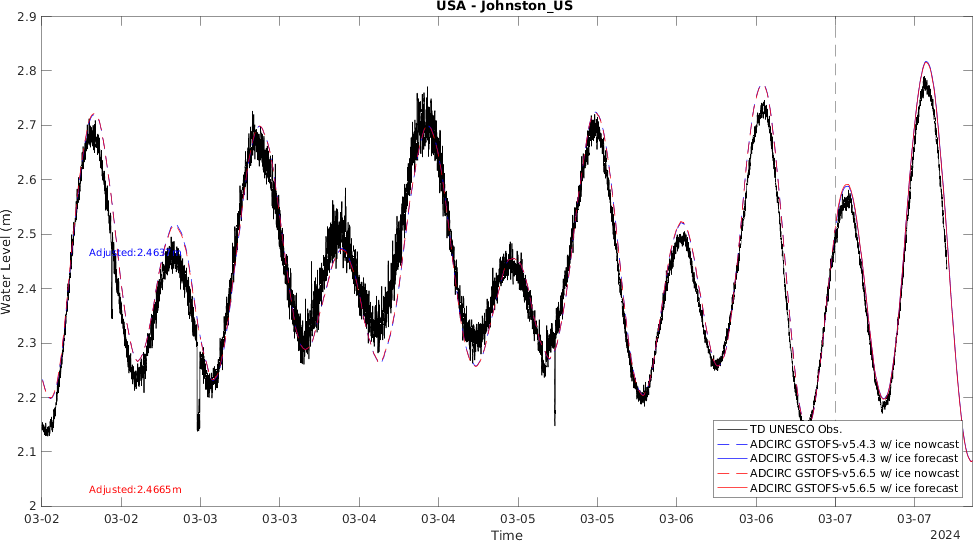 USA - Johnston_US
Water Level (m)
2.9
2.8
2.7
2.6
2.5
2.4
2.3
2.2
2.1
2
Adjusted:2.4665m
TD UNESCO Obs.
ADCIRC GSTOFS-v5.4.3 w/ ice nowcast
ADCIRC GSTOFS-v5.4.3 w/ ice forecast
ADCIRC GSTOFS-v5.6.5 w/ ice nowcast
ADCIRC GSTOFS-v5.6.5 w/ ice forecast
03-02 03-02 03-03 03-03 03-04 03-04 03-05 03-05 03-06 03-06 03-07 03-07
Time
2024